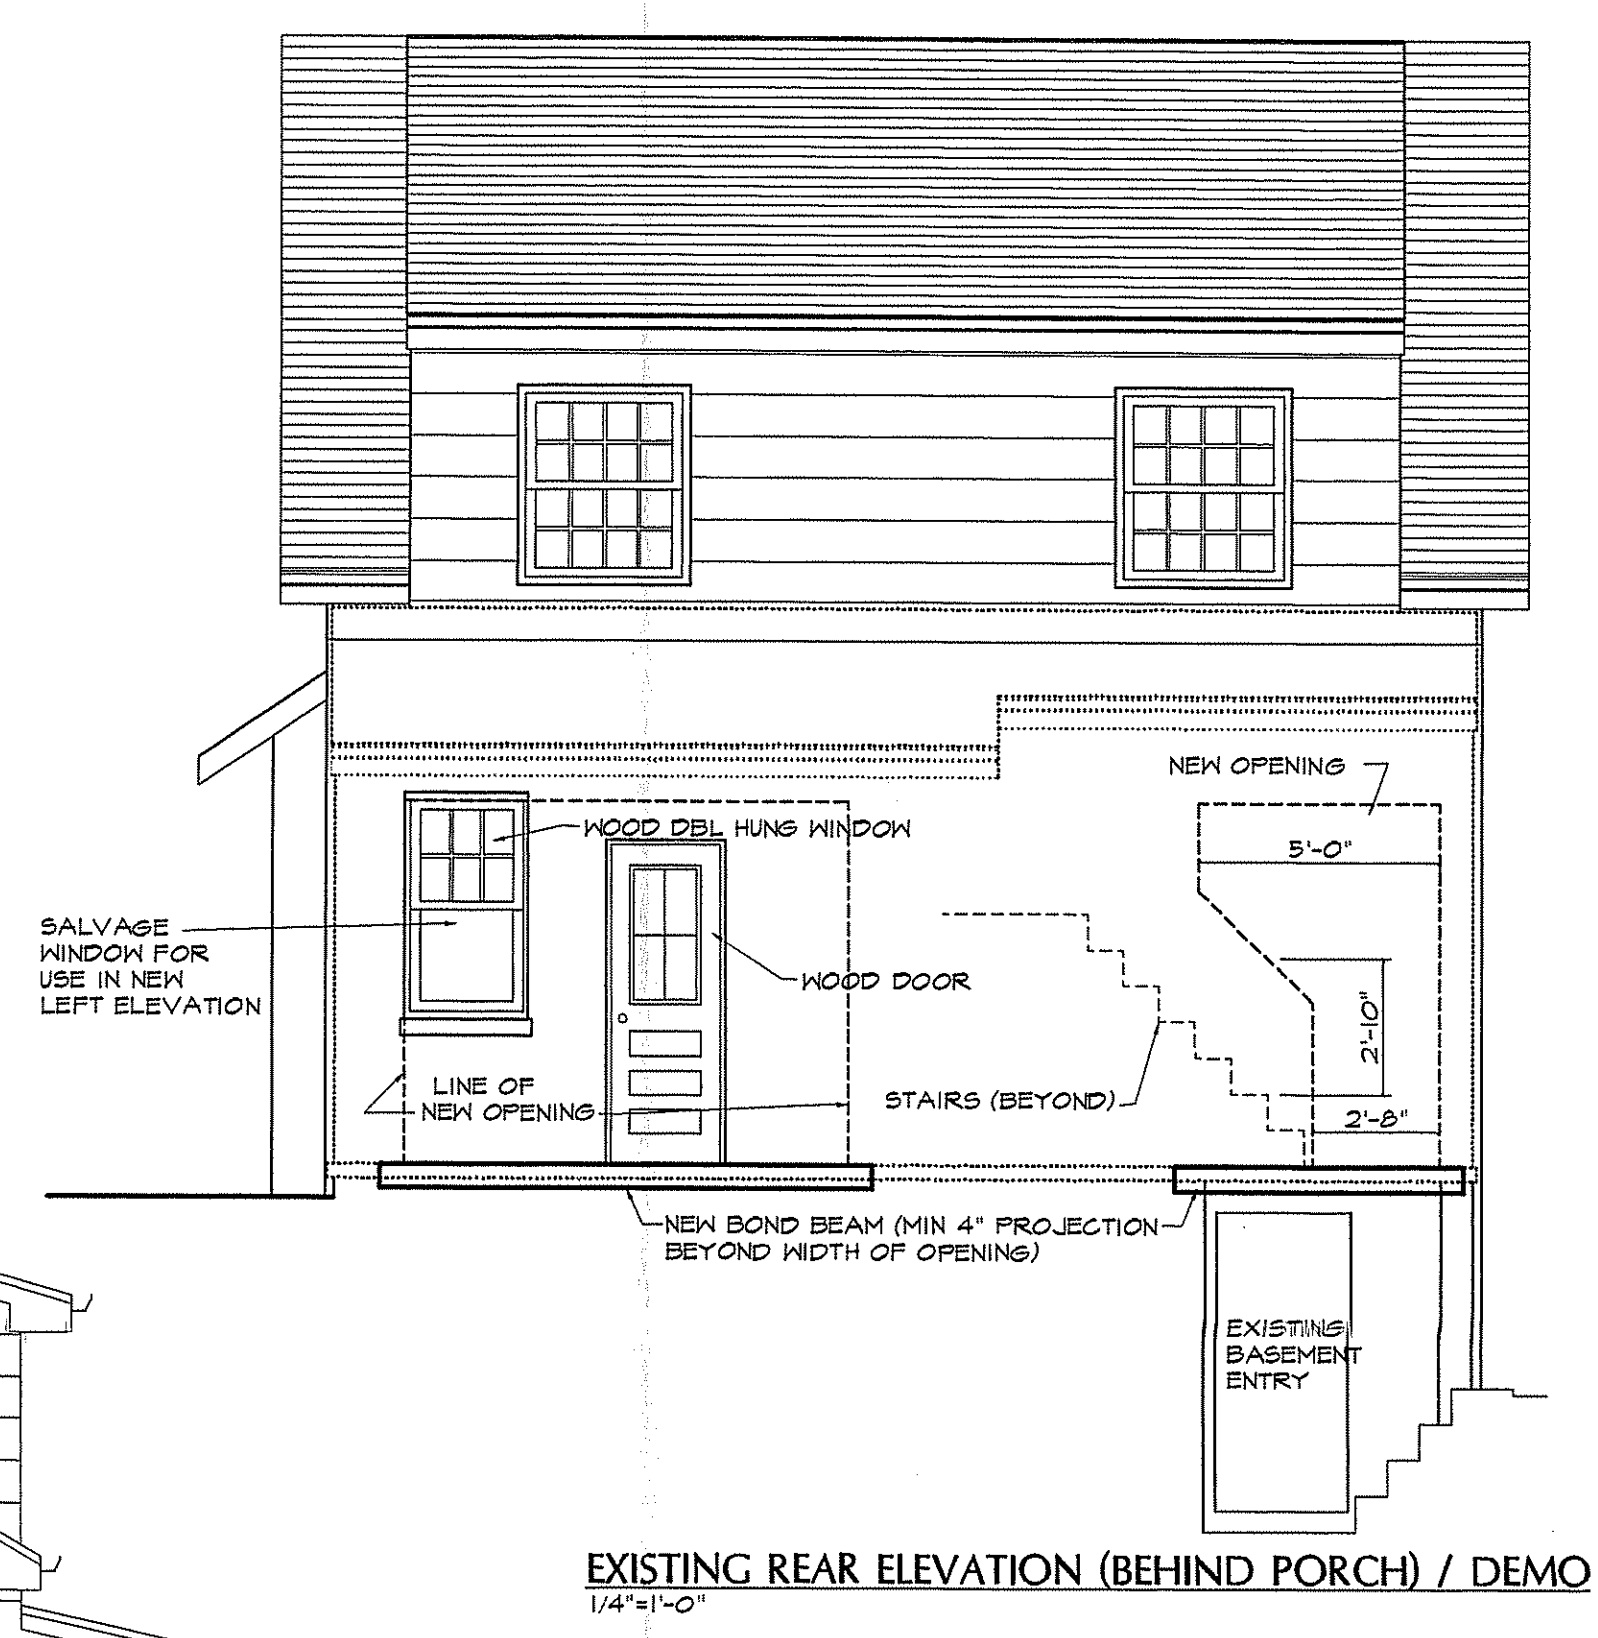 NEW OPENING
WOOD DBL HUNG WINDOW
5'-0"
SALVAGE
WINDOW FOR
USE IN NEW
LEFT ELEVATION
WOOD DOOR
2'-10"
LINE OF
NEW OPENING
STAIRS (BEYOND)
2'-8"
NEW BOND BEAM (MIN 4" PROJECTION
BEYOND WIDTH OF OPENING)
EXISTING
BASEMENT
ENTRY
EXISTING REAR ELEVATION (BEHIND PORCH) / DEMO
1/4"=1'-0"